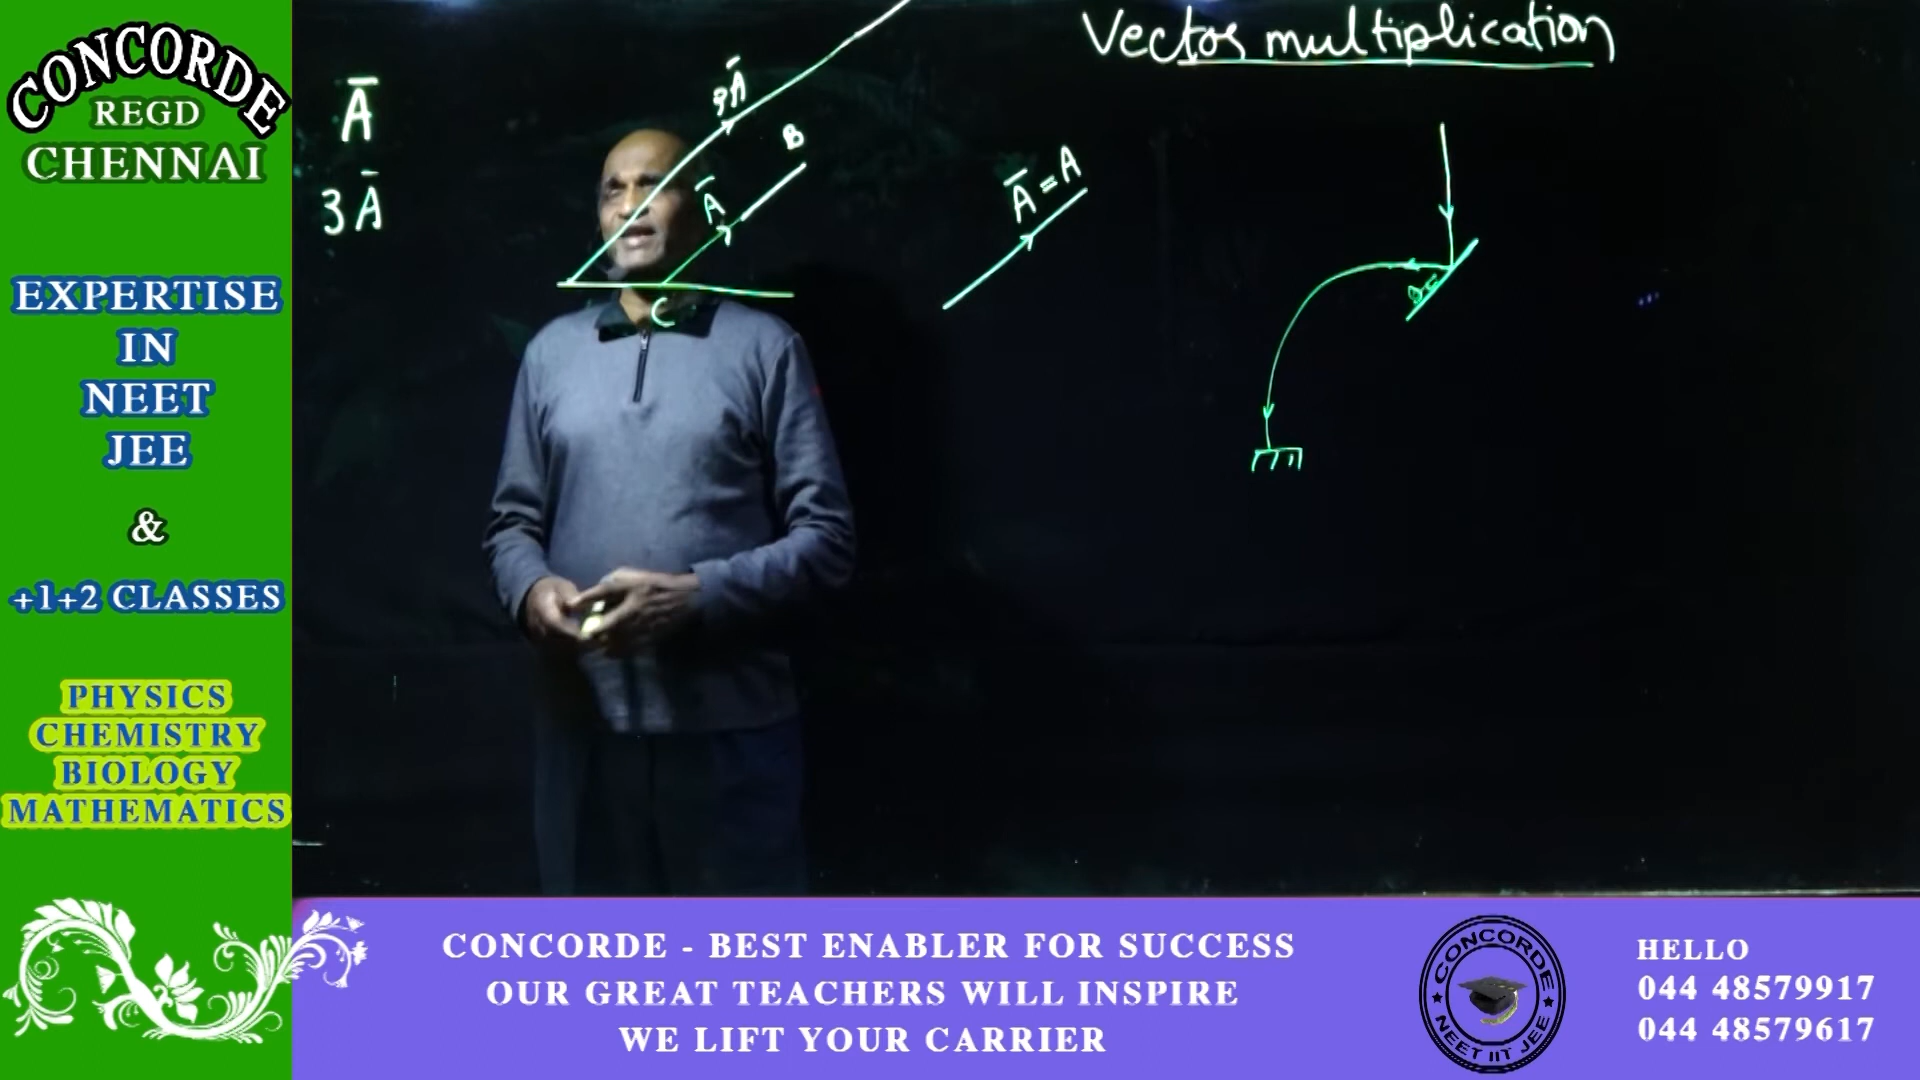 CONCORDE
REGD
CHENNAI
EXPERTISE
IN
NEET
JEE
&
+1+2 CLASSES
PHYSICS
CHEMISTRY
BIOLOGY
MATHEMATICS
Vector multiplication
A̅
3A̅
3A̅
A̅
B
C
A̅ = A
CONCORDE - BEST ENABLER FOR SUCCESS
OUR GREAT TEACHERS WILL INSPIRE
WE LIFT YOUR CARRIER
CONCORDE
NEET IIT JEE
HELLO
044 48579917
044 48579617